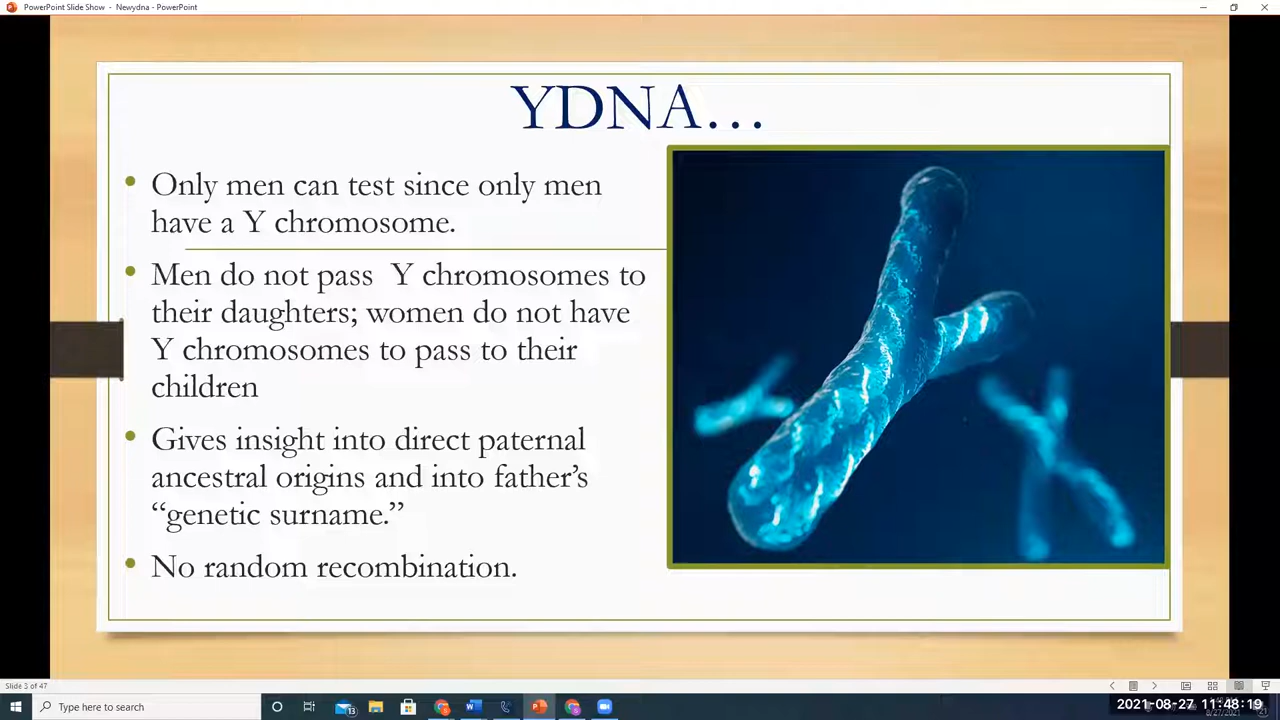 PowerPoint Slide Show - Newydna - PowerPoint
YDNA…
• Only men can test since only men
have a Y chromosome.
• Men do not pass Y chromosomes to
their daughters; women do not have
Y chromosomes to pass to their
children
• Gives insight into direct paternal
ancestral origins and into father’s
“genetic surname.”
• No random recombination.
Slide 3 of 47
Type here to search
13
2021-08-27 11:48:19